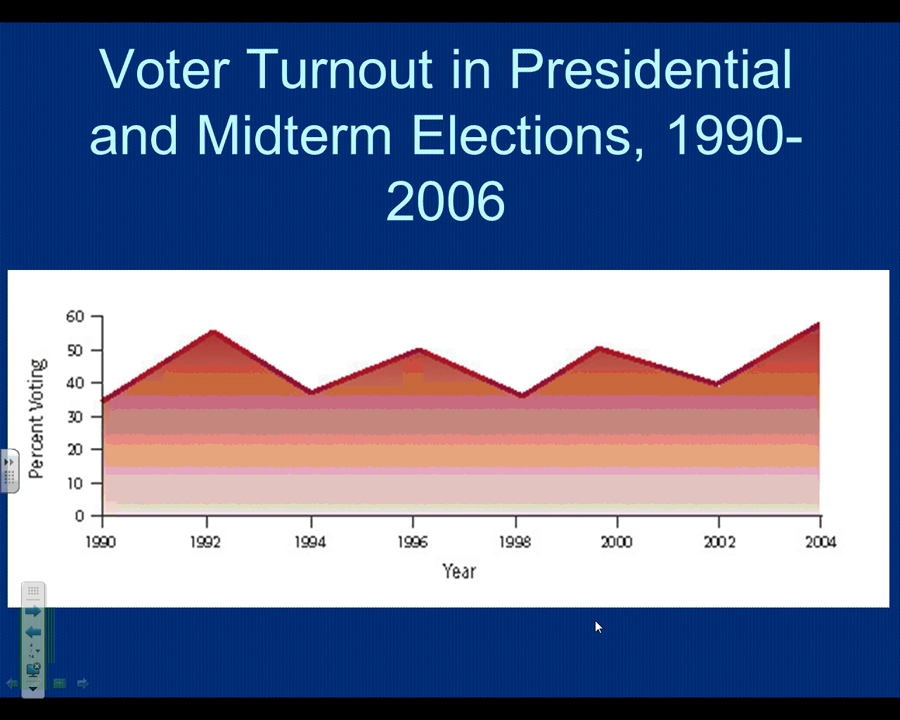 Voter Turnout in Presidential
and Midterm Elections, 1990-
2006
60
50
40
30
20
10
0
Percent Voting
1990 1992 1994 1996 1998 2000 2002 2004
Year